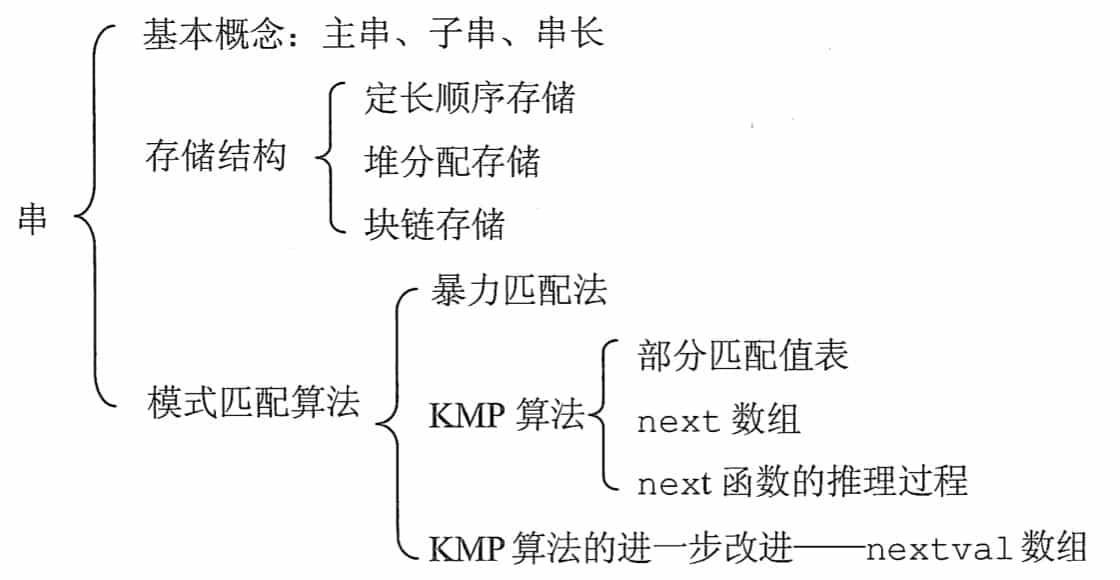 基本概念：主串、子串、串长
定长顺序存储
存储结构
堆分配存储
串
块链存储
暴力匹配法
部分匹配值表
模式匹配算法
KMP 算法
next 数组
next 函数的推理过程
KMP 算法的进一步改进——nextval 数组